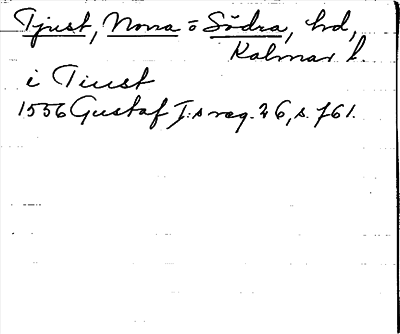 Tjust, Norra o Södra, hd,
Kalmar l.
i Tiust
1556 Gustaf I:s reg. 26, s. 761.